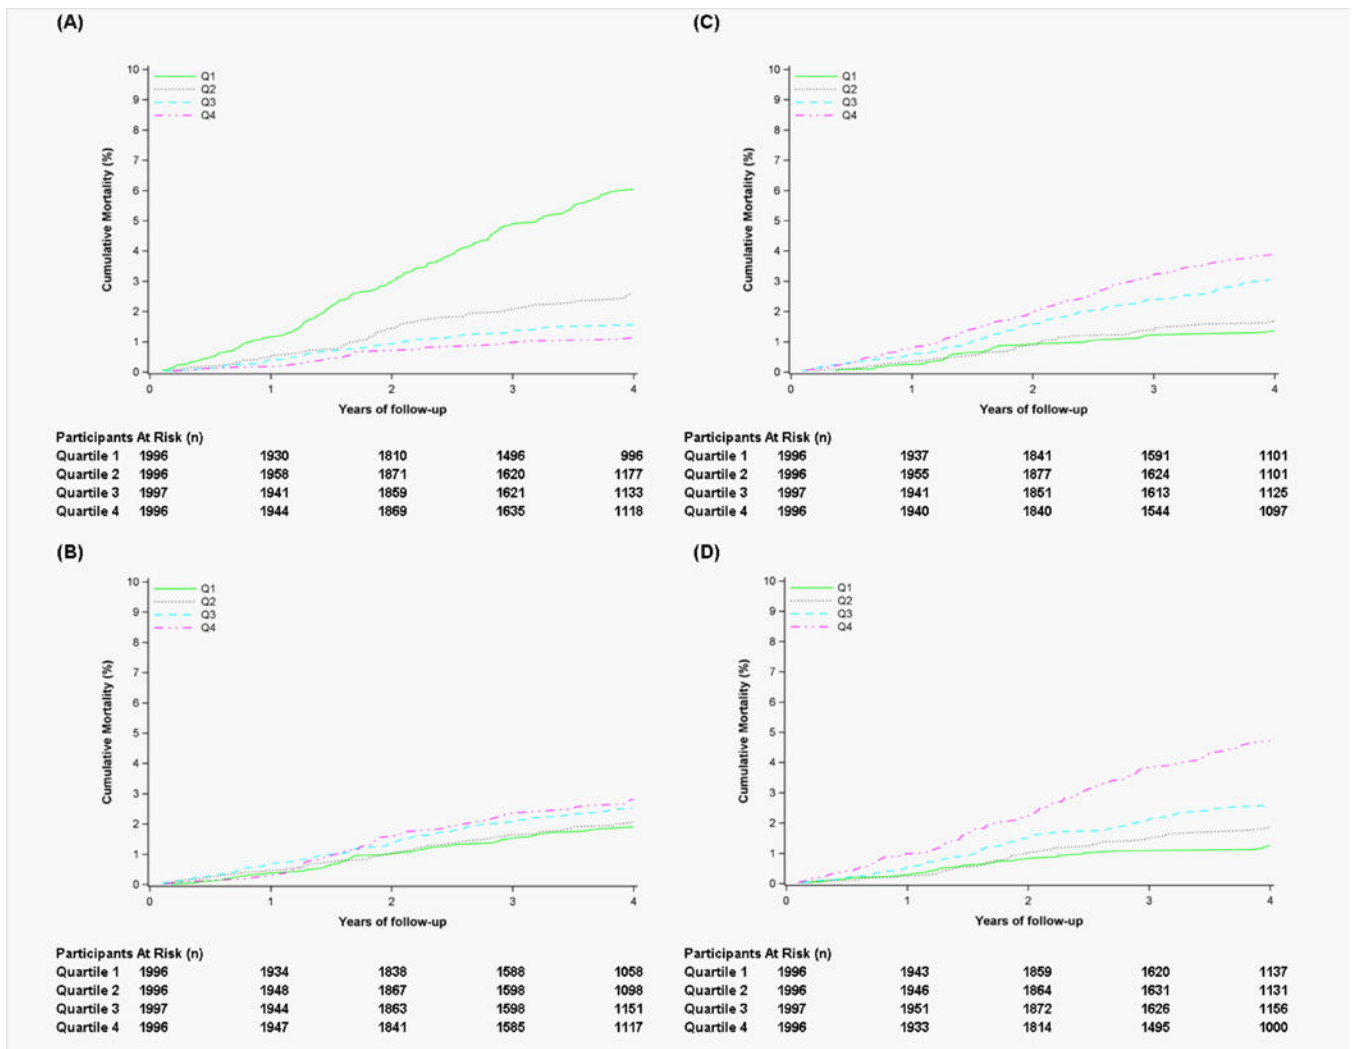 (A)
10
9
8
7
6
5
4
3
2
1
0
Cumulative Mortality (%)
Q1
Q2
Q3
Q4
0 1 2 3 4
Years of follow-up
Participants At Risk (n)
Quartile 1 1996 1930 1810 1496 996
Quartile 2 1996 1958 1871 1620 1177
Quartile 3 1997 1941 1859 1621 1133
Quartile 4 1996 1944 1869 1635 1118
(C)
10
9
8
7
6
5
4
3
2
1
0
Cumulative Mortality (%)
Q1
Q2
Q3
Q4
0 1 2 3 4
Years of follow-up
Participants At Risk (n)
Quartile 1 1996 1937 1841 1591 1101
Quartile 2 1996 1955 1877 1624 1101
Quartile 3 1997 1941 1851 1613 1125
Quartile 4 1996 1940 1840 1544 1097
(B)
10
9
8
7
6
5
4
3
2
1
0
Cumulative Mortality (%)
Q1
Q2
Q3
Q4
0 1 2 3 4
Years of follow-up
Participants At Risk (n)
Quartile 1 1996 1934 1838 1588 1058
Quartile 2 1996 1948 1867 1598 1098
Quartile 3 1997 1944 1863 1598 1151
Quartile 4 1996 1947 1841 1585 1117
(D)
10
9
8
7
6
5
4
3
2
1
0
Cumulative Mortality (%)
Q1
Q2
Q3
Q4
0 1 2 3 4
Years of follow-up
Participants At Risk (n)
Quartile 1 1996 1943 1859 1620 1137
Quartile 2 1996 1946 1864 1631 1131
Quartile 3 1997 1951 1872 1626 1156
Quartile 4 1996 1933 1814 1495 1000